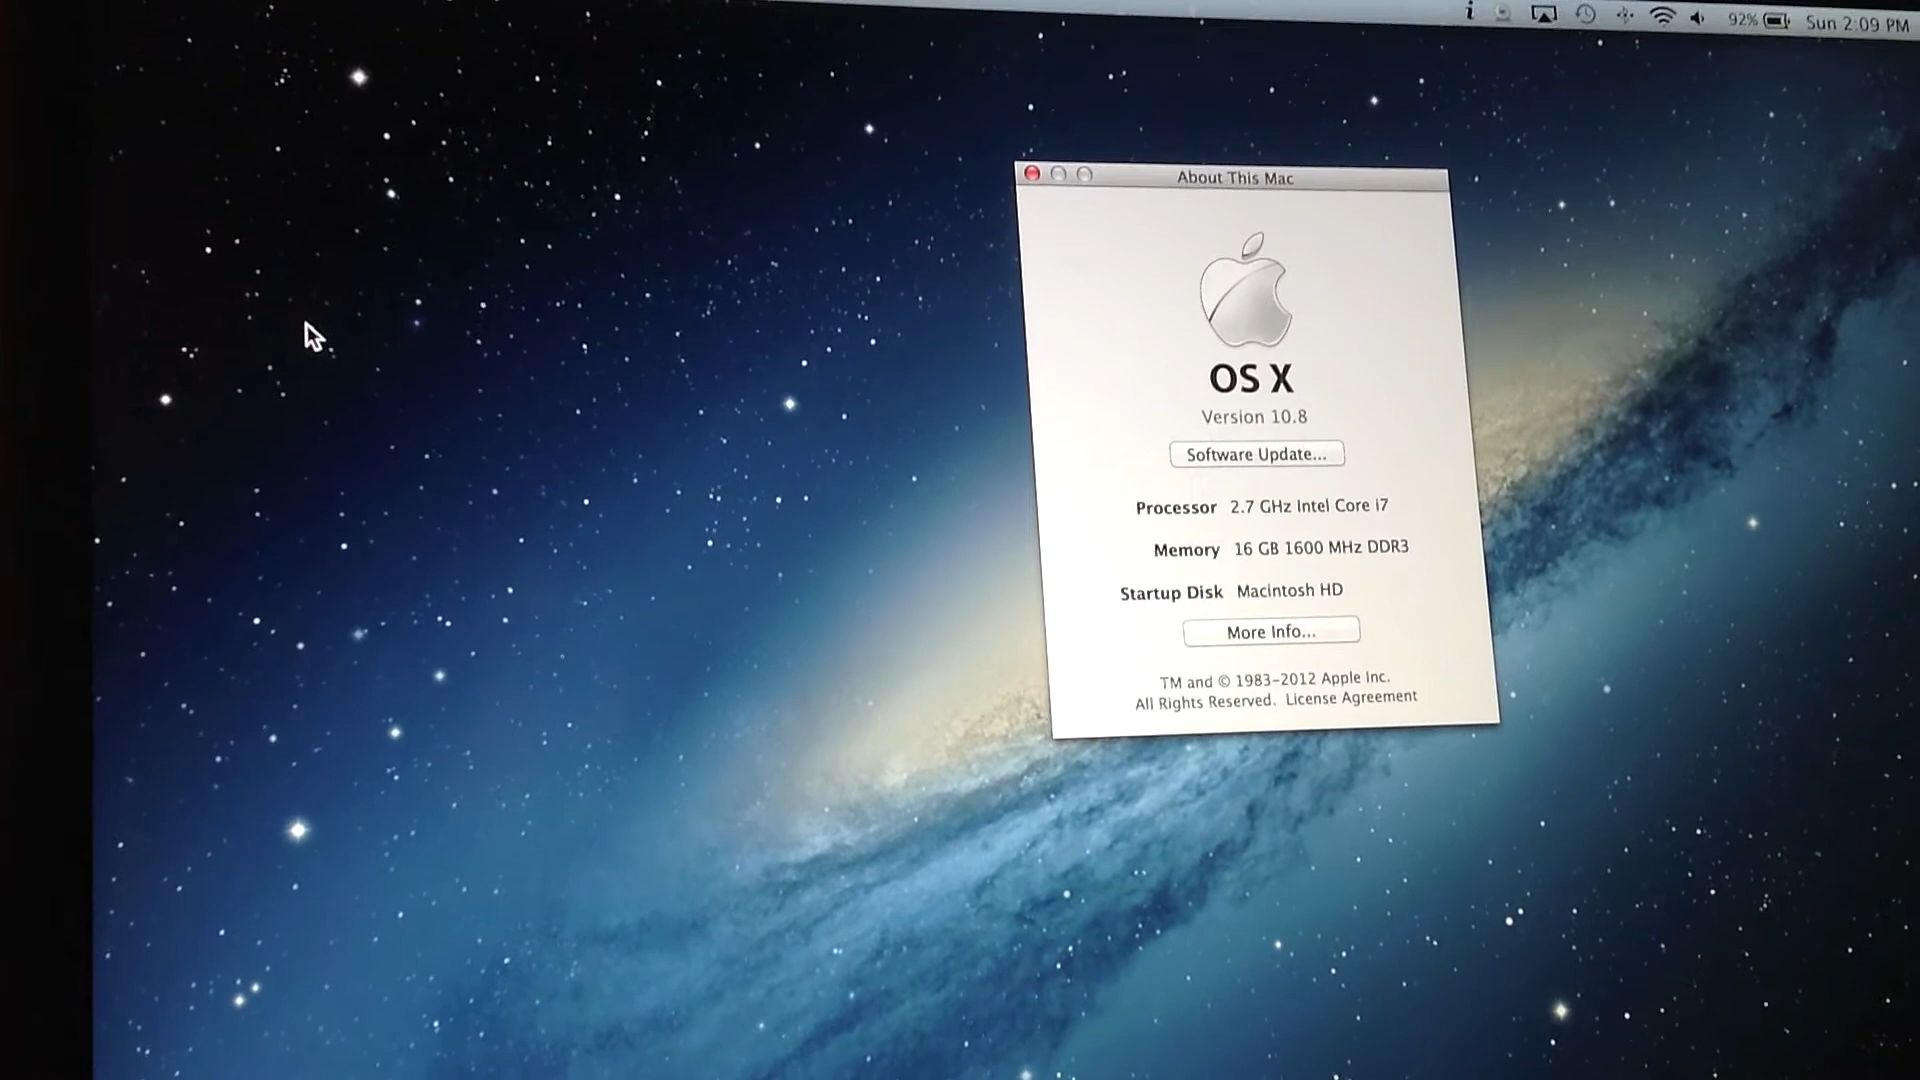 92% Sun 2:09 PM
About This Mac
OS X
Version 10.8
Software Update...
Processor 2.7 GHz Intel Core i7
Memory 16 GB 1600 MHz DDR3
Startup Disk Macintosh HD
More Info...
TM and © 1983–2012 Apple Inc.
All Rights Reserved. License Agreement